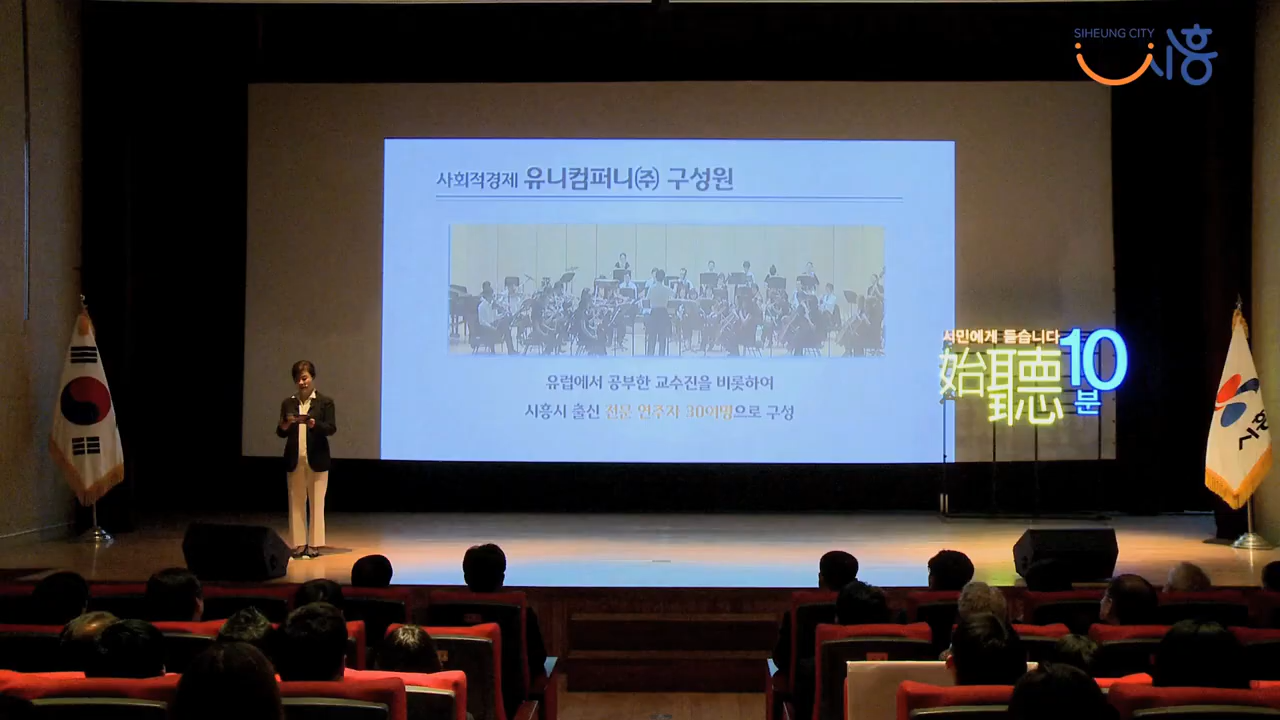 SIHEUNG CITY
시흥
사회적경제 유니컴퍼니㈜ 구성원
유럽에서 공부한 교수진을 비롯하여
시흥시 출신 전문 연주자 30여명으로 구성
시민에게 듣습니다
始聽 10분